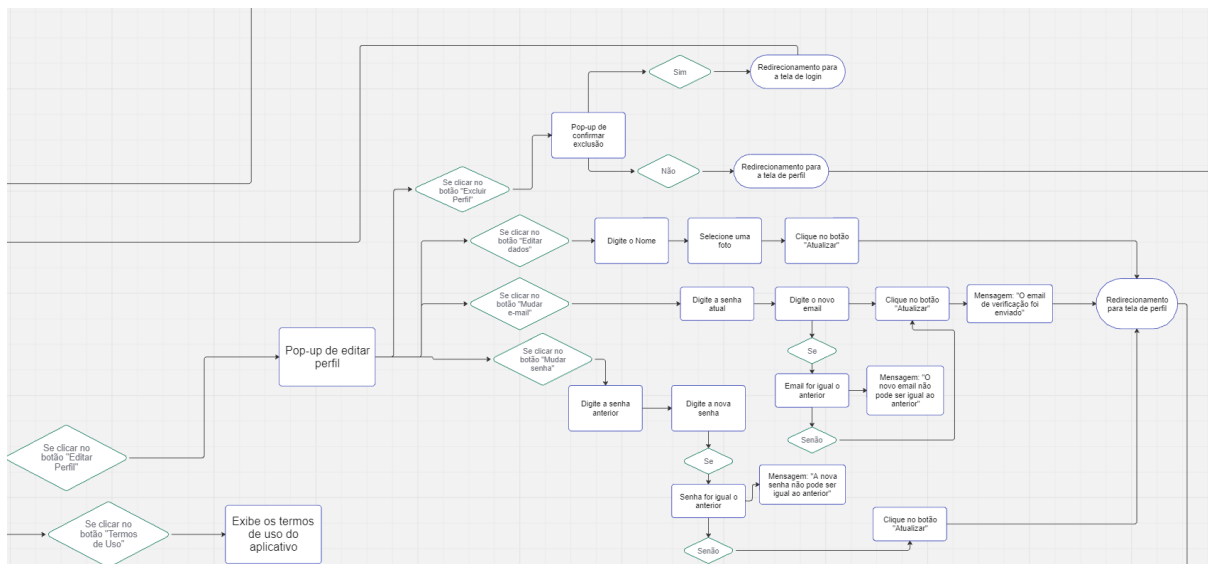 Sim
Redirecionamento para
a tela de login
Pop-up de
confirmar
exclusão
Não
Redirecionamento para
a tela de perfil
Se clicar no
botão "Excluir
Perfil"
Se clicar no
botão "Editar
dados"
Digite o Nome
Selecione uma
foto
Clique no botão
"Atualizar"
Se clicar no
botão "Mudar
e-mail"
Digite a senha
atual
Digite o novo
email
Clique no botão
"Atualizar"
Mensagem: "O email
de verificação foi
enviado"
Redirecionamento
para tela de perfil
Pop-up de editar
perfil
Se clicar no
botão "Mudar
senha"
Se
Email for igual o
anterior
Mensagem: "O
novo email não
pode ser igual ao
anterior"
Senão
Digite a senha
anterior
Digite a nova
senha
Se
Senha for igual o
anterior
Mensagem: "A nova
senha não pode ser
igual ao anterior"
Senão
Clique no botão
"Atualizar"
Se clicar no
botão "Editar
Perfil"
Se clicar no
botão "Termos
de Uso"
Exibe os termos
de uso do
aplicativo